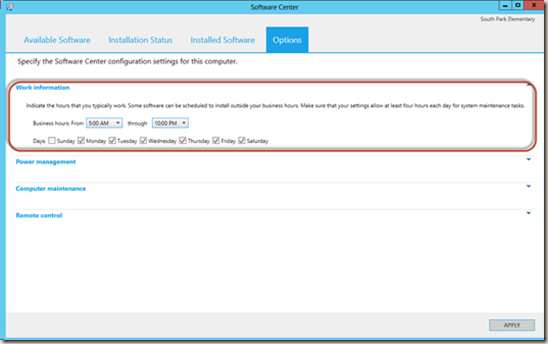 Software Center
South Park Elementary
Available Software Installation Status Installed Software Options
Specify the Software Center configuration settings for this computer.
Work information
Indicate the hours that you typically work. Some software can be scheduled to install outside your business hours. Make sure that your settings allow at least four hours each day for system maintenance tasks.
Business hours: From 5:00 AM through 10:00 PM
Days: Sunday Monday Tuesday Wednesday Thursday Friday Saturday
Power management
Computer maintenance
Remote control
APPLY